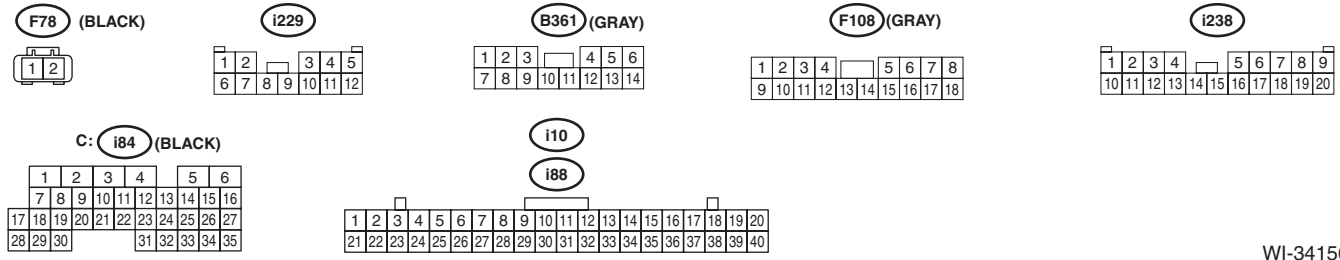 F78 (BLACK) i229 B361 (GRAY) F108 (GRAY) i238
1 2
1 2 3 4 5
6 7 8 9 10 11 12
1 2 3 4 5 6
7 8 9 10 11 12 13 14
1 2 3 4 5 6 7 8
9 10 11 12 13 14 15 16 17 18
1 2 3 4 5 6 7 8 9
10 11 12 13 14 15 16 17 18 19 20
C: i84 (BLACK)
1 2 3 4 5 6
7 8 9 10 11 12 13 14 15 16
17 18 19 20 21 22 23 24 25 26 27
28 29 30 31 32 33 34 35
i10
i88
1 2 3 4 5 6 7 8 9 10 11 12 13 14 15 16 17 18 19 20
21 22 23 24 25 26 27 28 29 30 31 32 33 34 35 36 37 38 39 40